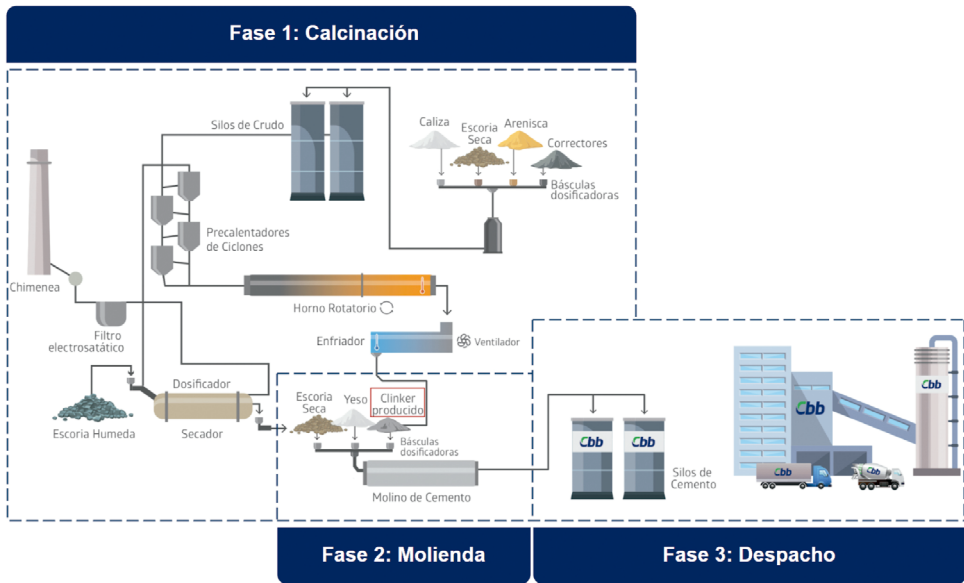 Fase 1: Calcinación
Silos de Crudo
Caliza
Escoria
Seca
Arenisca
Correctores
Básculas
dosificadoras
Precalentadores
de Ciclones
Chimenea
Horno Rotatorio
Filtro
electrosatático
Enfriador
Ventilador
Dosificador
Escoria Humeda
Secador
Escoria
Seca
Yeso
Clinker
producido
Básculas
dosificadoras
Molino de Cemento
Cbb
Cbb
Silos de
Cemento
Cbb
Cbb
Cbb
Cbb
Fase 2: Molienda
Fase 3: Despacho